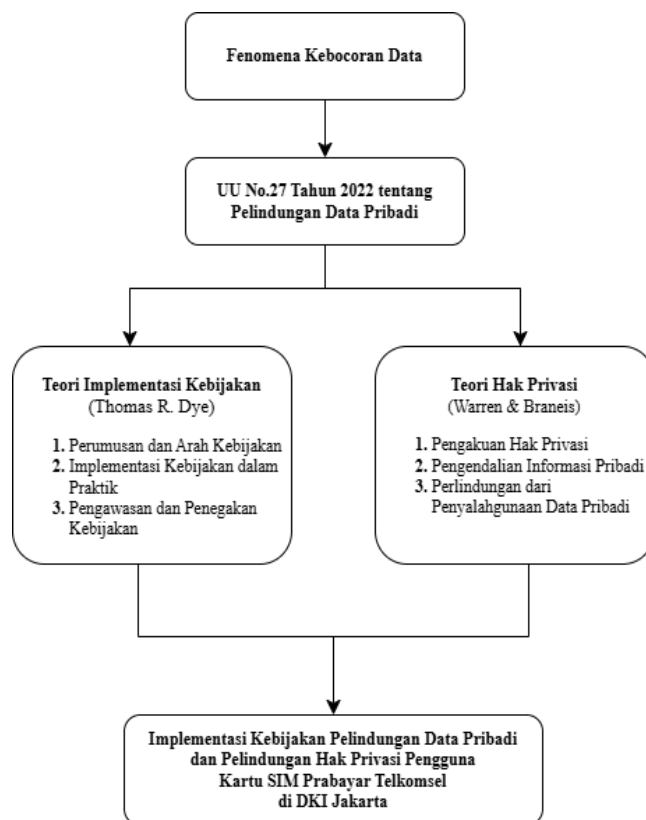 Fenomena Kebocoran Data
UU No.27 Tahun 2022 tentang
Pelindungan Data Pribadi
Teori Implementasi Kebijakan
(Thomas R. Dye)
1. Perumusan dan Arah Kebijakan
2. Implementasi Kebijakan dalam
Praktik
3. Pengawasan dan Penegakan
Kebijakan
Teori Hak Privasi
(Warren & Braneis)
1. Pengakuan Hak Privasi
2. Pengendalian Informasi Pribadi
3. Perlindungan dari
Penyalahgunaan Data Pribadi
Implementasi Kebijakan Pelindungan Data Pribadi
dan Pelindungan Hak Privasi Pengguna
Kartu SIM Prabayar Telkomsel
di DKI Jakarta